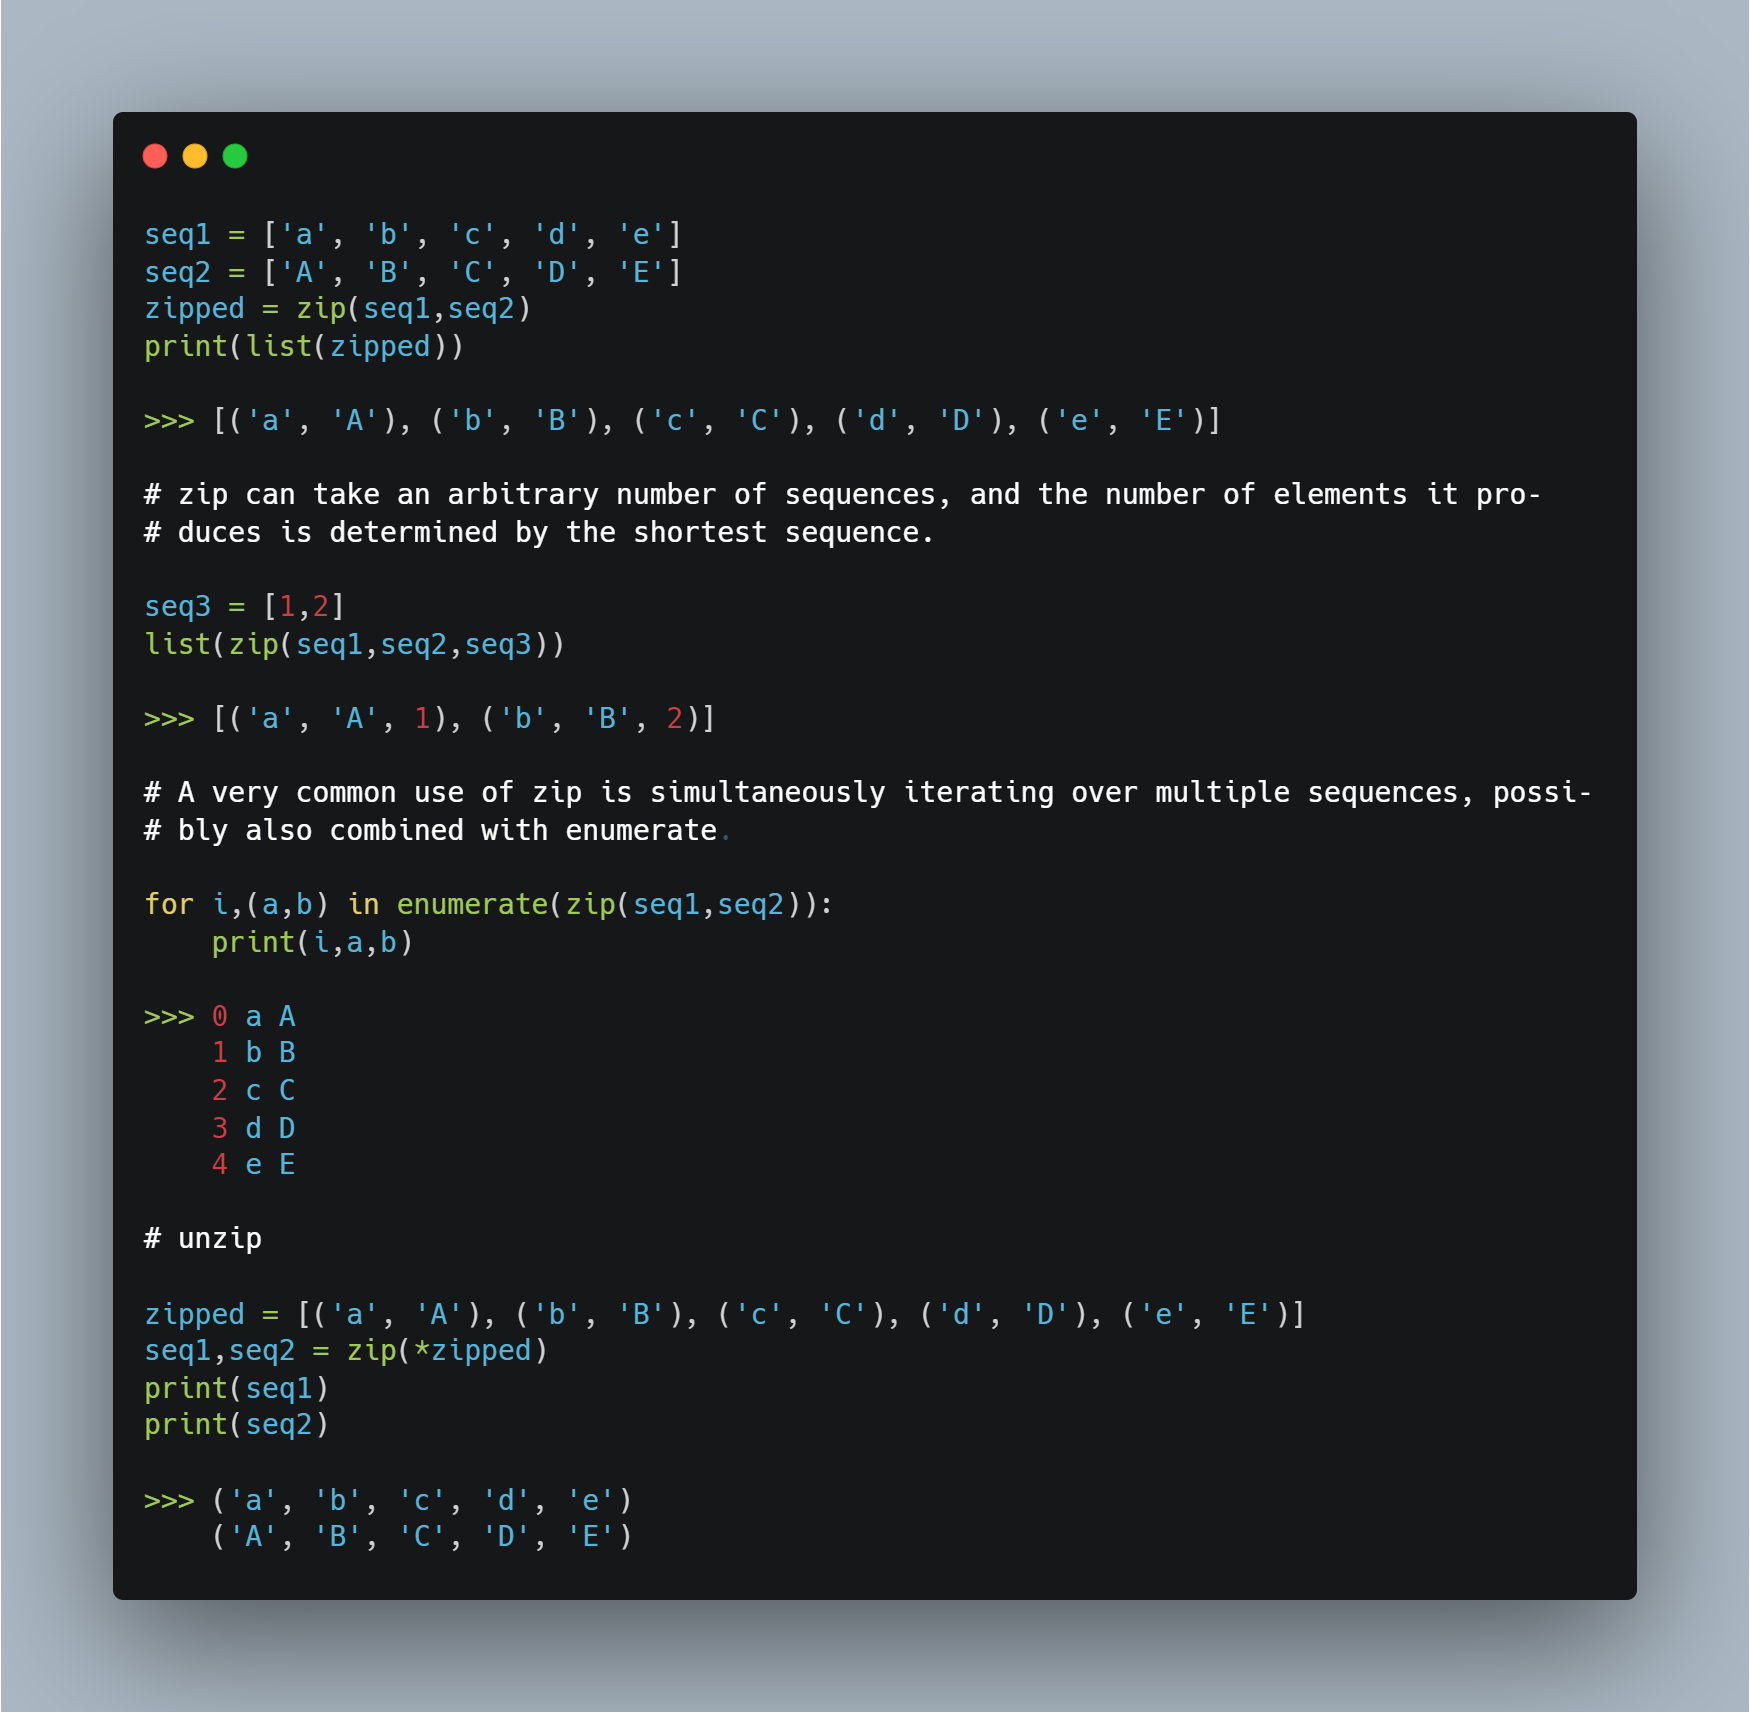 seq1 = ['a', 'b', 'c', 'd', 'e']
seq2 = ['A', 'B', 'C', 'D', 'E']
zipped = zip(seq1,seq2)
print(list(zipped))

>>> [('a', 'A'), ('b', 'B'), ('c', 'C'), ('d', 'D'), ('e', 'E')]

# zip can take an arbitrary number of sequences, and the number of elements it pro-
# duces is determined by the shortest sequence.

seq3 = [1,2]
list(zip(seq1,seq2,seq3))

>>> [('a', 'A', 1), ('b', 'B', 2)]

# A very common use of zip is simultaneously iterating over multiple sequences, possi-
# bly also combined with enumerate.

for i,(a,b) in enumerate(zip(seq1,seq2)):
    print(i,a,b)

>>> 0 a A
    1 b B
    2 c C
    3 d D
    4 e E

# unzip

zipped = [('a', 'A'), ('b', 'B'), ('c', 'C'), ('d', 'D'), ('e', 'E')]
seq1,seq2 = zip(*zipped)
print(seq1)
print(seq2)

>>> ('a', 'b', 'c', 'd', 'e')
    ('A', 'B', 'C', 'D', 'E')